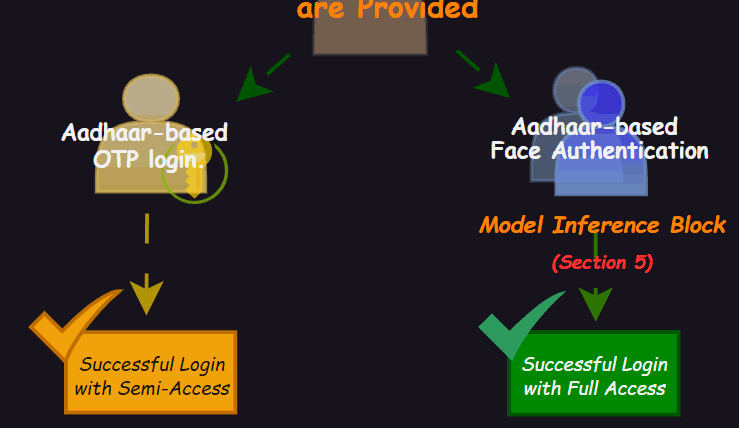 are Provided
Aadhaar-based
OTP login.
Aadhaar-based
Face Authentication
Model Inference Block
(Section 5)
Successful Login
with Semi-Access
Successful Login
with Full Access